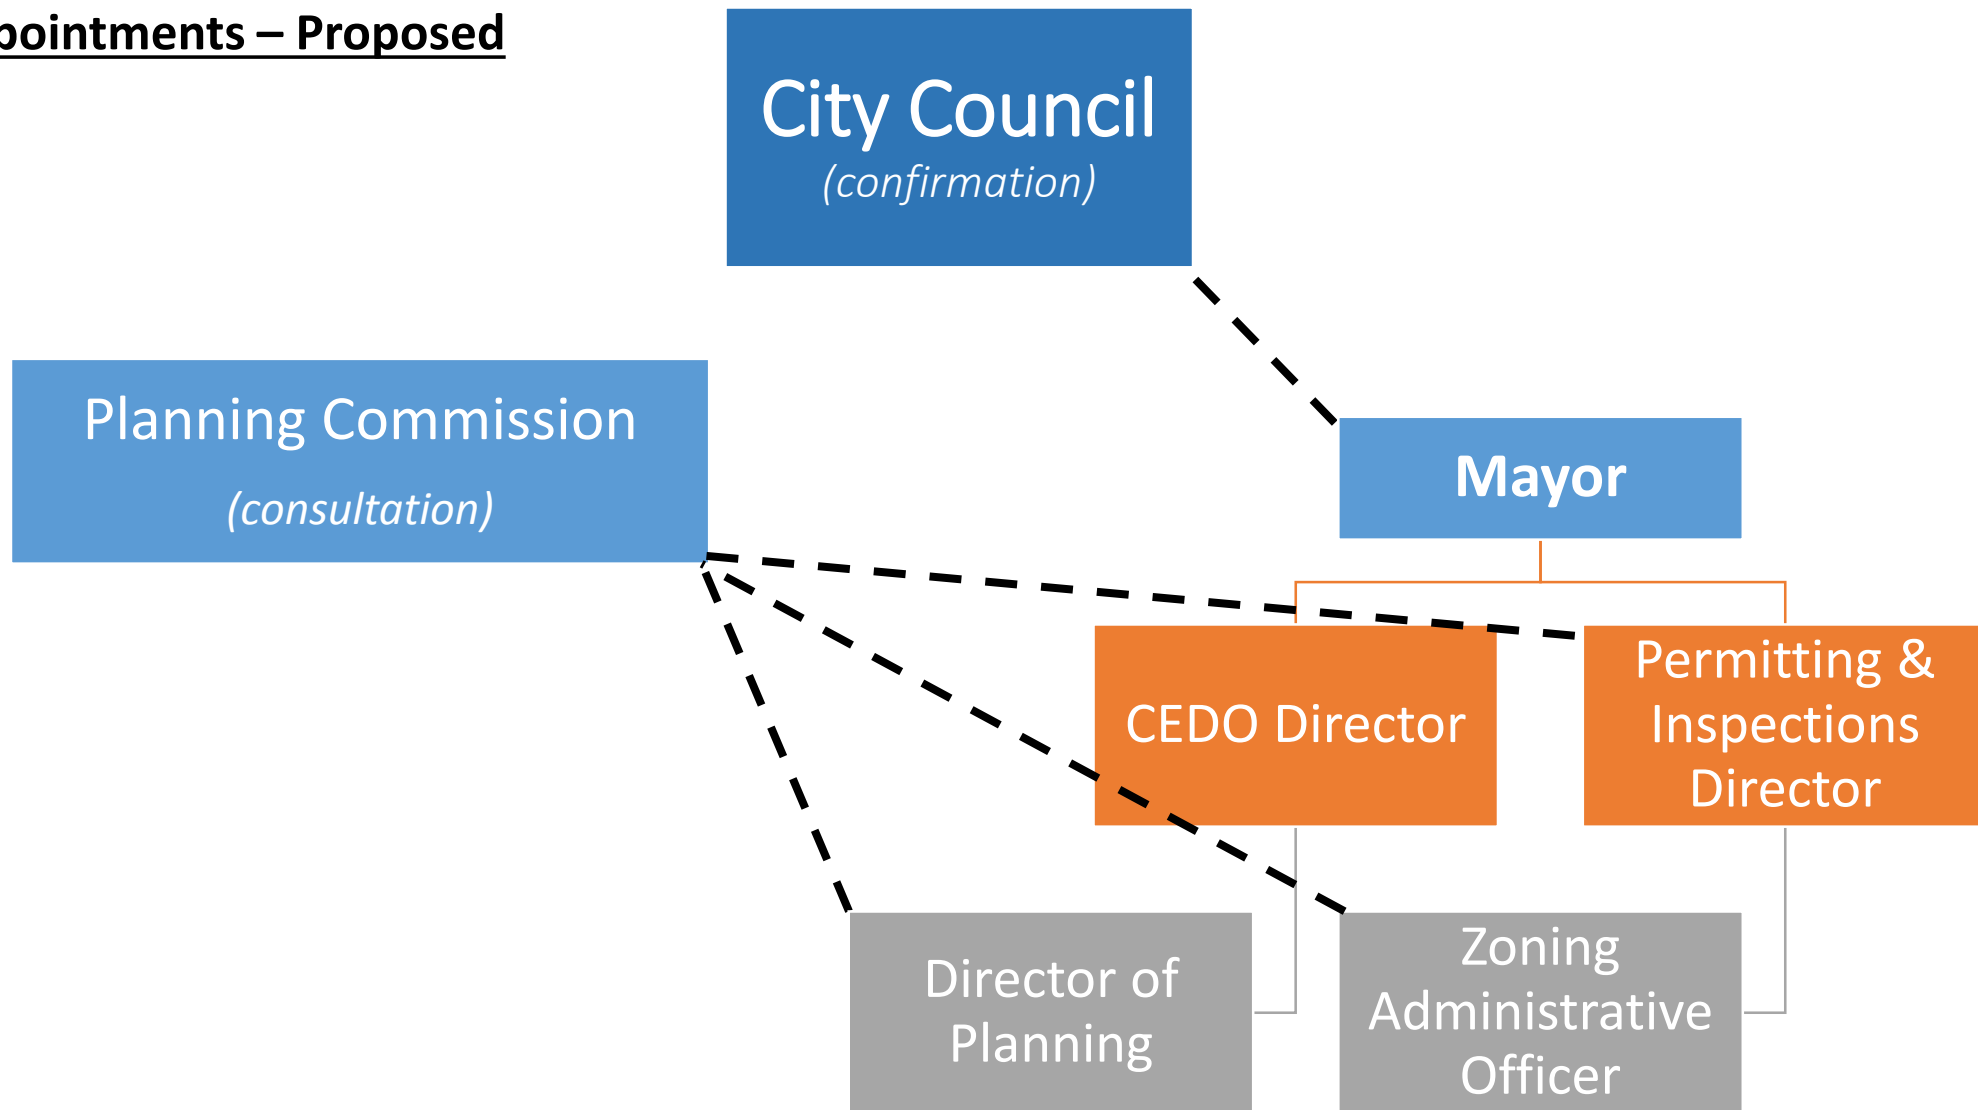 pointments – Proposed
City Council
(confirmation)
Planning Commission
(consultation)
Mayor
CEDO Director
Permitting &
Inspections
Director
Director of
Planning
Zoning
Administrative
Officer